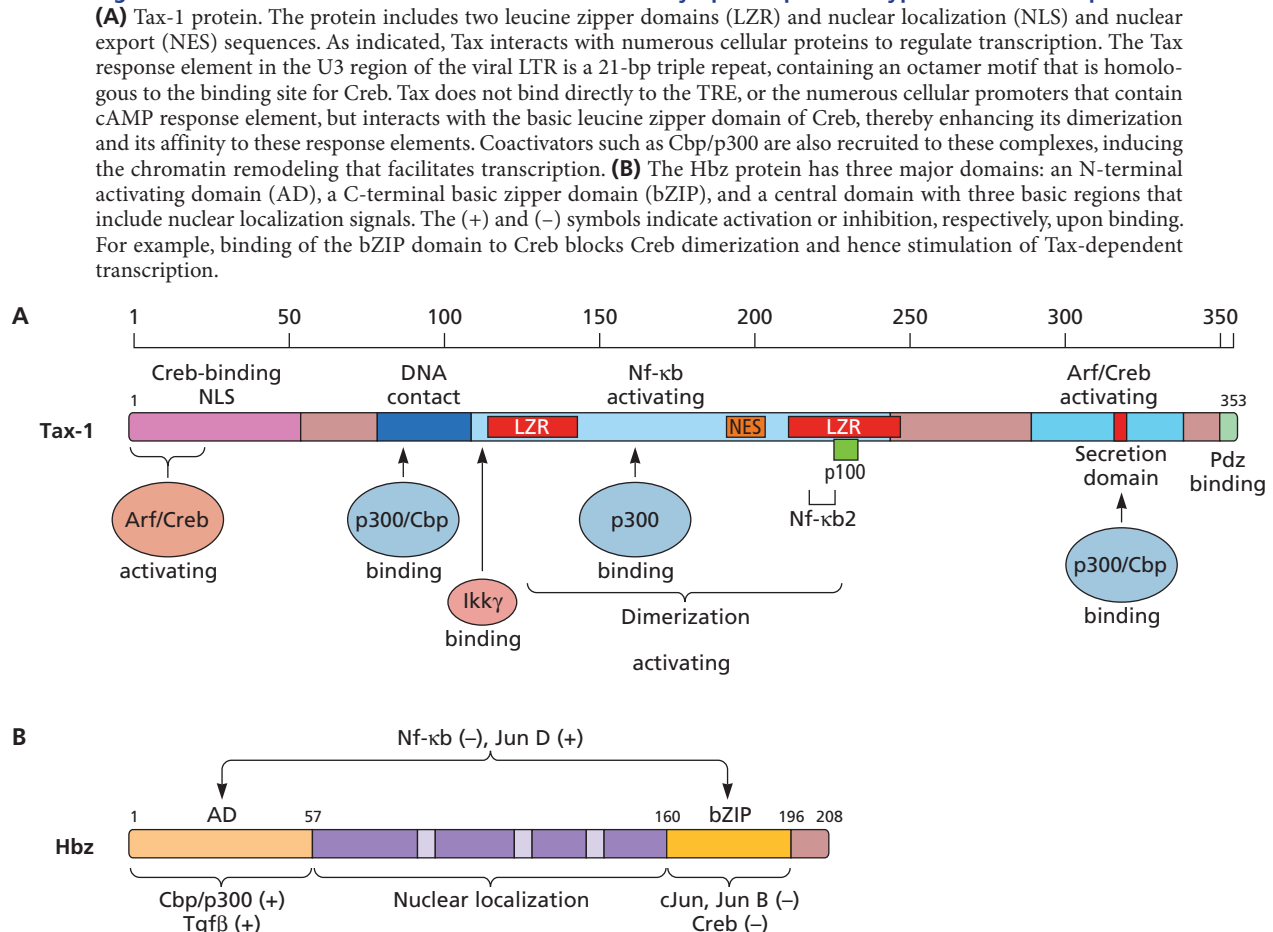 (A) Tax-1 protein. The protein includes two leucine zipper domains (LZR) and nuclear localization (NLS) and nuclear
export (NES) sequences. As indicated, Tax interacts with numerous cellular proteins to regulate transcription. The Tax
response element in the U3 region of the viral LTR is a 21-bp triple repeat, containing an octamer motif that is homolo-
gous to the binding site for Creb. Tax does not bind directly to the TRE, or the numerous cellular promoters that contain
cAMP response element, but interacts with the basic leucine zipper domain of Creb, thereby enhancing its dimerization
and its affinity to these response elements. Coactivators such as Cbp/p300 are also recruited to these complexes, inducing
the chromatin remodeling that facilitates transcription. (B) The Hbz protein has three major domains: an N-terminal
activating domain (AD), a C-terminal basic zipper domain (bZIP), and a central domain with three basic regions that
include nuclear localization signals. The (+) and (–) symbols indicate activation or inhibition, respectively, upon binding.
For example, binding of the bZIP domain to Creb blocks Creb dimerization and hence stimulation of Tax-dependent
transcription.
A
1 50 100 150 200 250 300 350
Creb-binding DNA Nf-κb Arf/Creb
NLS contact activating activating
1 353
Tax-1 LZR NES LZR
p100 Secretion Pdz
domain binding
Nf-κb2
Arf/Creb p300/Cbp p300
activating binding binding
p300/Cbp
Ikkγ binding
binding
Dimerization
activating
B
Nf-κb (–), Jun D (+)
1 AD 57 160 bZIP 196 208
Hbz
Cbp/p300 (+) Nuclear localization cJun, Jun B (–)
Tgfβ (+) Creb (–)